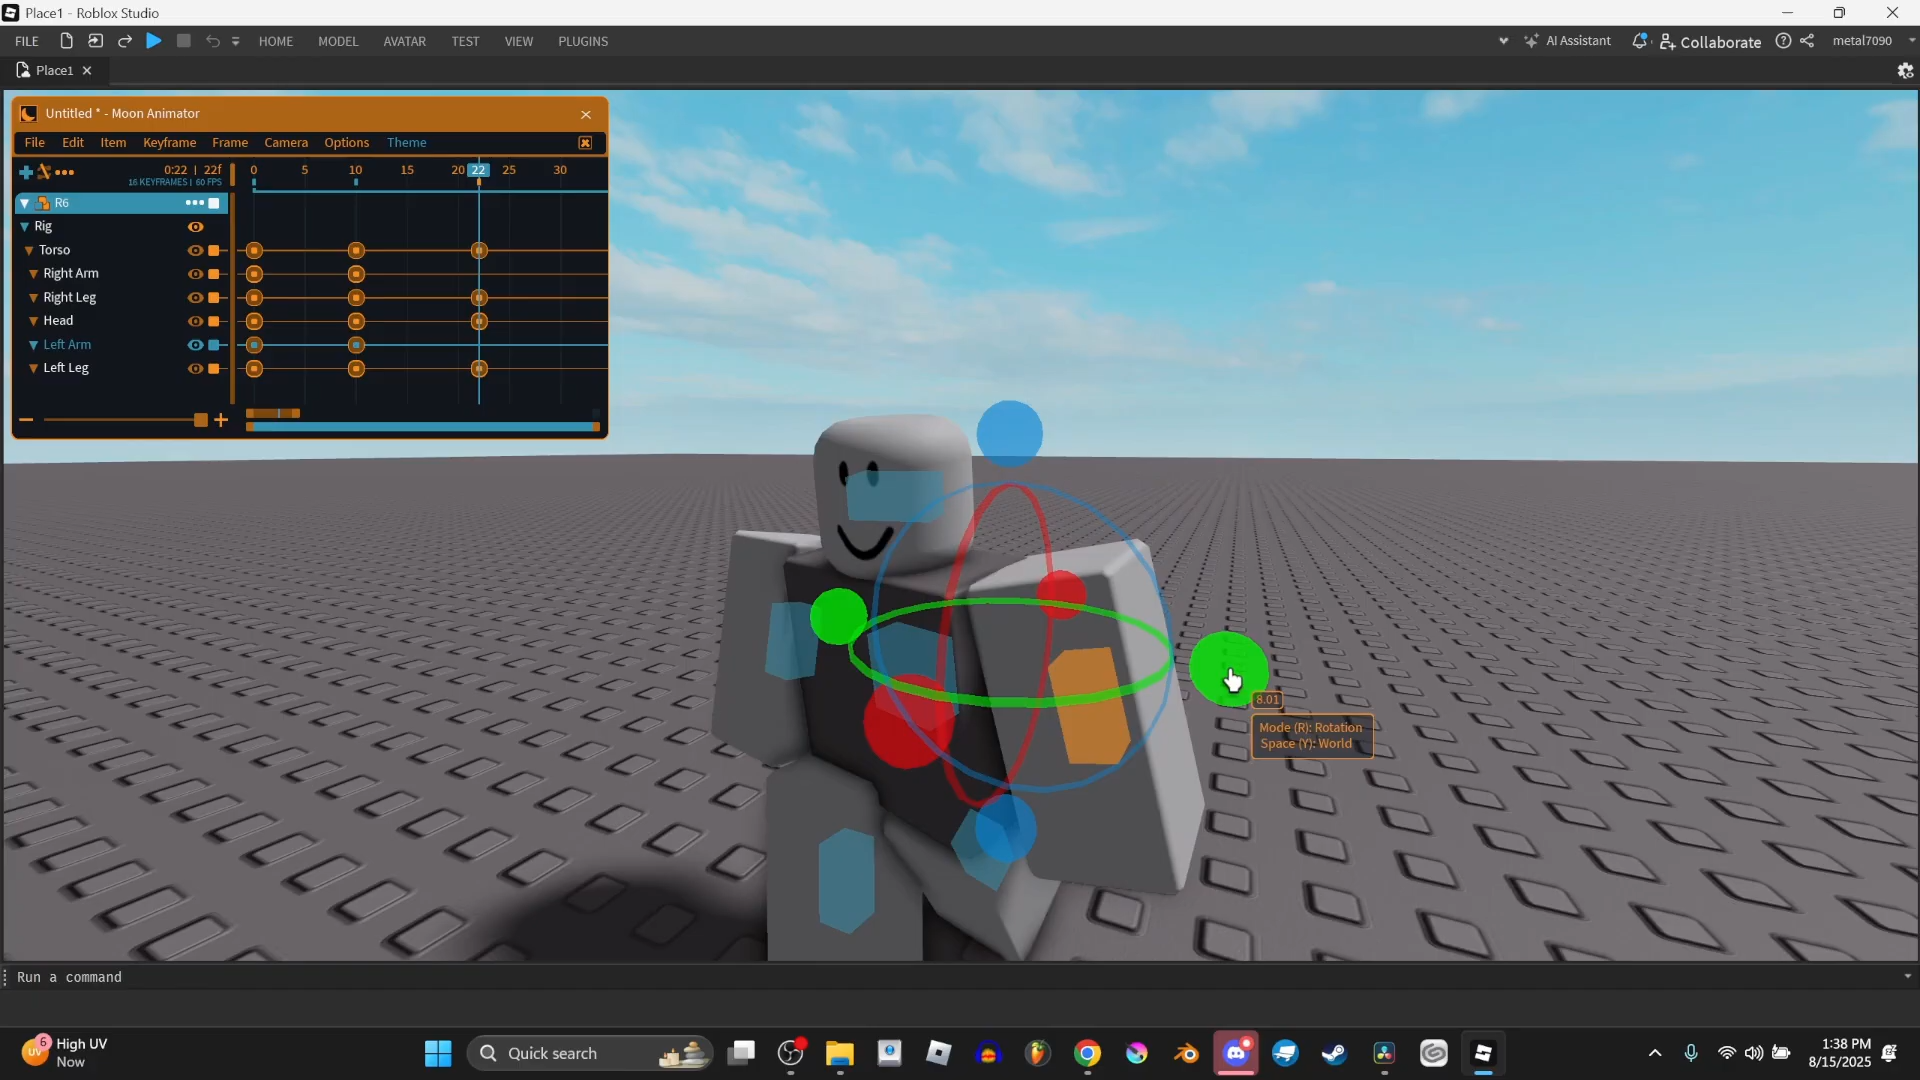 Place1 - Roblox Studio
FILE HOME MODEL AVATAR TEST VIEW PLUGINS AI Assistant Collaborate metal7090
Place1
Untitled * - Moon Animator
File Edit Item Keyframe Frame Camera Options Theme
0:22 | 22f 0 5 10 15 20 22 25 30
16 KEYFRAMES | 60 FPS
R6
Rig
Torso
Right Arm
Right Leg
Head
Left Arm
Left Leg
8.01
Mode (R): Rotation
Space (Y): World
Run a command
6
UV
High UV
Now
Quick search
1:38 PM
8/15/2025